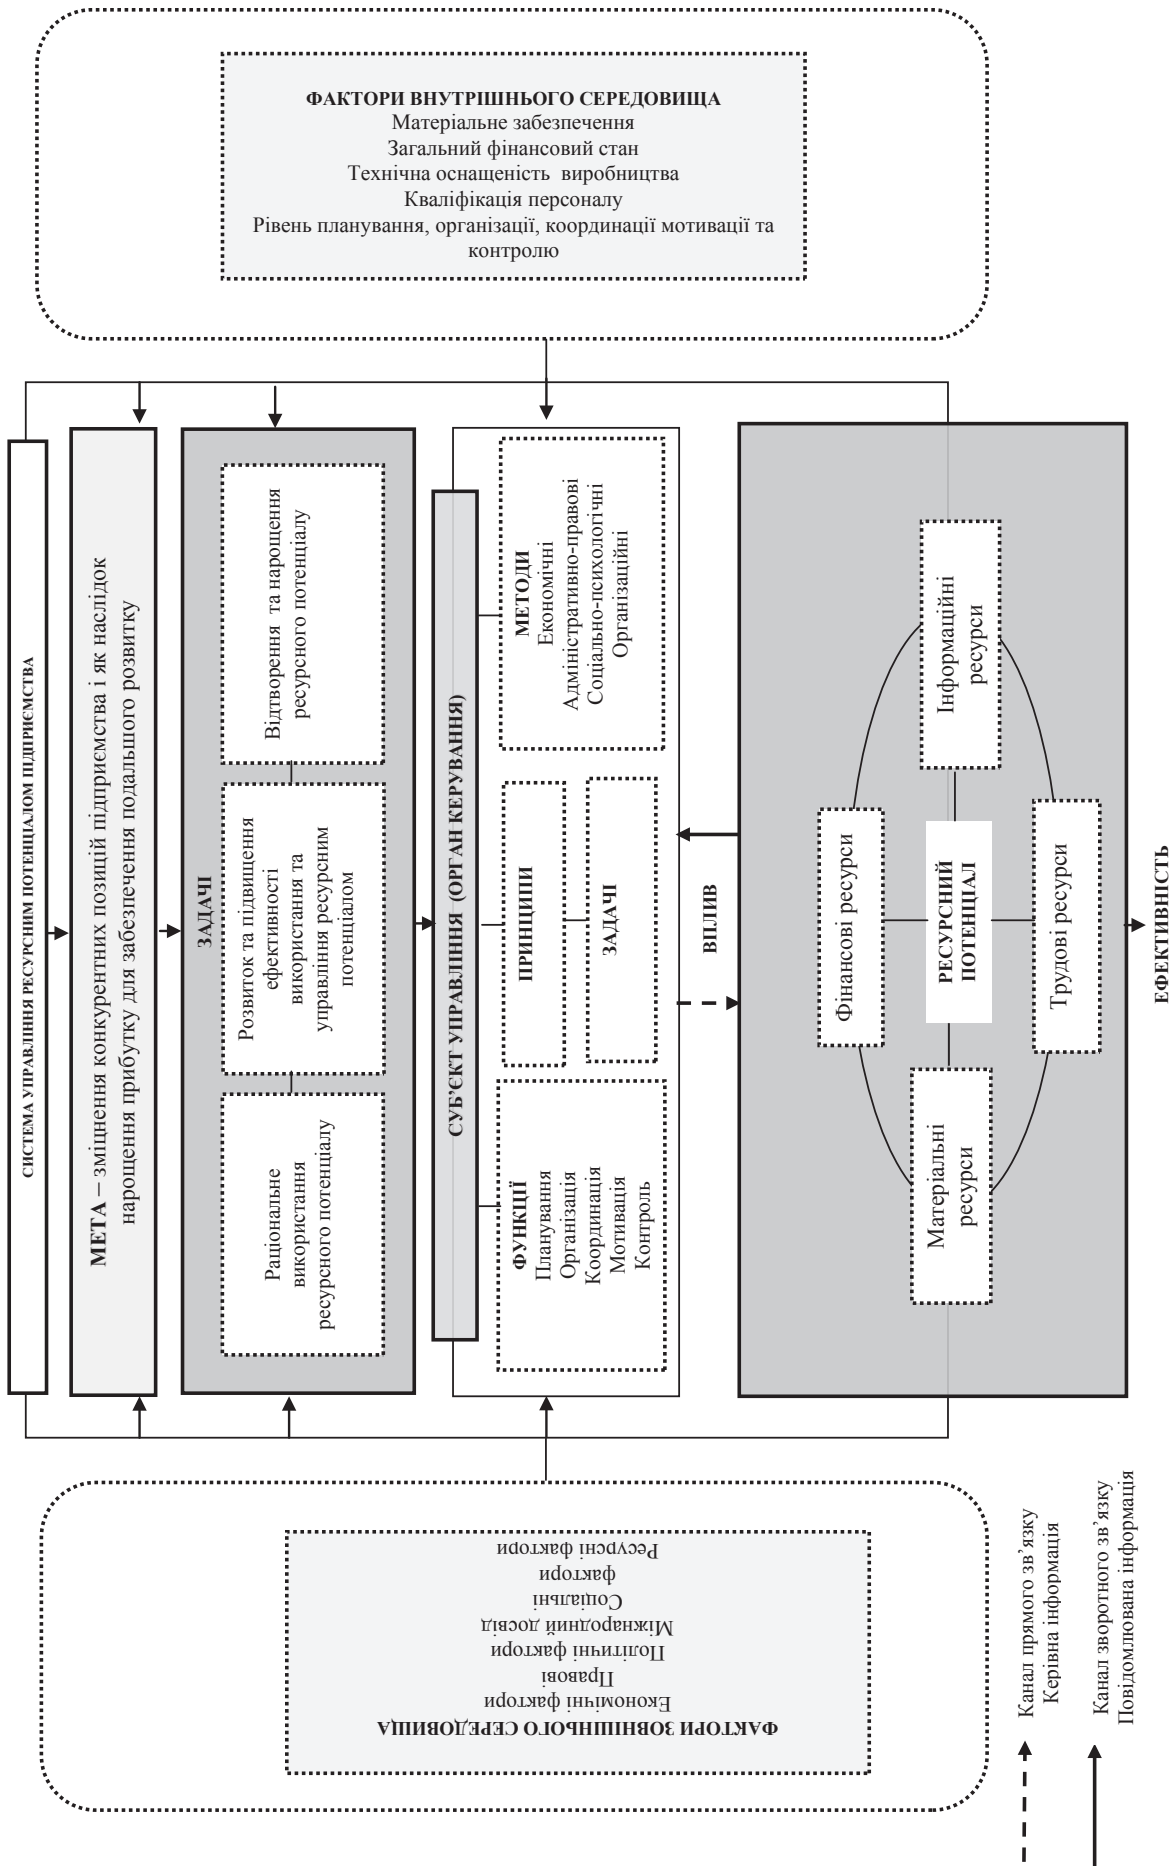 СИСТЕМА УПРАВЛІННЯ РЕСУРСНИМ ПОТЕНЦІАЛОМ ПІДПРИЄМСТВА
МЕТА – зміцнення конкурентних позицій підприємства і як наслідок
нарощення прибутку для забезпечення подальшого розвитку
ЗАДАЧІ
Раціональне
використання
ресурсного потенціалу
Розвиток та підвищення
ефективності
використання та
управління ресурсним
потенціалом
Відтворення та нарощення
ресурсного потенціалу
СУБ’ЄКТ УПРАВЛІННЯ (ОРГАН КЕРУВАННЯ)
ФУНКЦІЇ
Планування
Організація
Координація
Мотивація
Контроль
ПРИНЦИПИ
ЗАДАЧІ
МЕТОДИ
Економічні
Адміністративно-правові
Соціально-психологічні
Організаційні
ВПЛИВ
Фінансові ресурси
Матеріальні
ресурси
РЕСУРСНИЙ
ПОТЕНЦІАЛ
Інформаційні
ресурси
Трудові ресурси
ЕФЕКТИВНІСТЬ
ФАКТОРИ ЗОВНІШНЬОГО СЕРЕДОВИЩА
Економічні фактори
Правові
Політичні фактори
Міжнародний досвід
Соціальні
фактори
Ресурсні фактори
ФАКТОРИ ВНУТРІШНЬОГО СЕРЕДОВИЩА
Матеріальне забезпечення
Загальний фінансовий стан
Технічна оснащеність виробництва
Кваліфікація персоналу
Рівень планування, організації, координації мотивації та
контролю
Канал прямого зв’язку
Керівна інформація
Канал зворотного зв’язку
Повідомлювана інформація